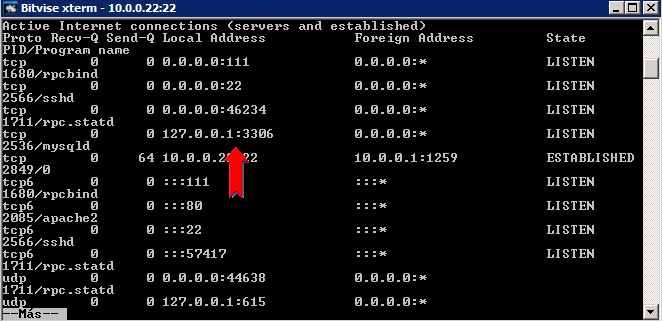 Bitvise xterm - 10.0.0.22:22
Active Internet connections (servers and established)
Proto Recv-Q Send-Q Local Address Foreign Address State
PID/Program name
tcp 0 0 0.0.0.0:111 0.0.0.0:* LISTEN
1680/rpcbind
tcp 0 0 0.0.0.0:22 0.0.0.0:* LISTEN
2566/sshd
tcp 0 0 0.0.0.0:46234 0.0.0.0:* LISTEN
1711/rpc.statd
tcp 0 0 127.0.0.1:3306 0.0.0.0:* LISTEN
2536/mysqld
tcp 0 64 10.0.0.1:1259 ESTABLISHED
2849/0
tcp6 0 0 :::111 :::* LISTEN
1680/rpcbind
tcp6 0 0 :::80 :::* LISTEN
2085/apache2
tcp6 0 0 :::22 :::* LISTEN
2566/sshd
tcp6 0 0 :::57417 :::* LISTEN
1711/rpc.statd
udp 0 0 0.0.0.0:44638 0.0.0.0:*
1711/rpc.statd
udp 0 0 127.0.0.1:615 0.0.0.0:*
--Más--